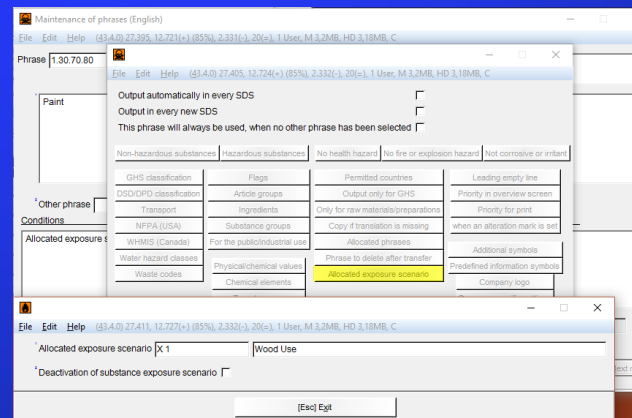 Maintenance of phrases (English)
File Edit Help (43.4.0) 27.395, 12.721(+) (85%), 2.331(-), 20(=), 1 User, M 3,2MB, HD 3,18MB, C
Phrase 1.30.70.80
File Edit Help (43.4.0) 27.405, 12.724(+) (85%), 2.332(-), 20(=), 1 User, M 3,2MB, HD 3,18MB, C
Output automatically in every SDS
Output in every new SDS
This phrase will always be used, when no other phrase has been selected
Paint
Non-hazardous substances Hazardous substances No health hazard No fire or explosion hazard Not corrosive or irritant
GHS classification Flags Permitted countries Leading empty line
DSD/DPD classification Article groups Output only for GHS Priority in overview screen
Transport Ingredients Only for raw materials/preparations Priority for print
Other phrase
NFPA (USA) Substance groups Copy if translation is missing when an alteration mark is set
Conditions
WHMIS (Canada) For the public/industrial use Allocated phrases
Allocated exposure s
Additional symbols
Water hazard classes Physical/chemical values Phrase to delete after transfer Predefined information symbols
Waste codes Chemical elements Allocated exposure scenario Company logo
File Edit Help (43.4.0) 27.411, 12.727(+) (85%), 2.332(-), 20(=), 1 User, M 3,2MB, HD 3,18MB, C
Allocated exposure scenario X 1 Wood Use
Deactivation of substance exposure scenario
[Esc] Exit